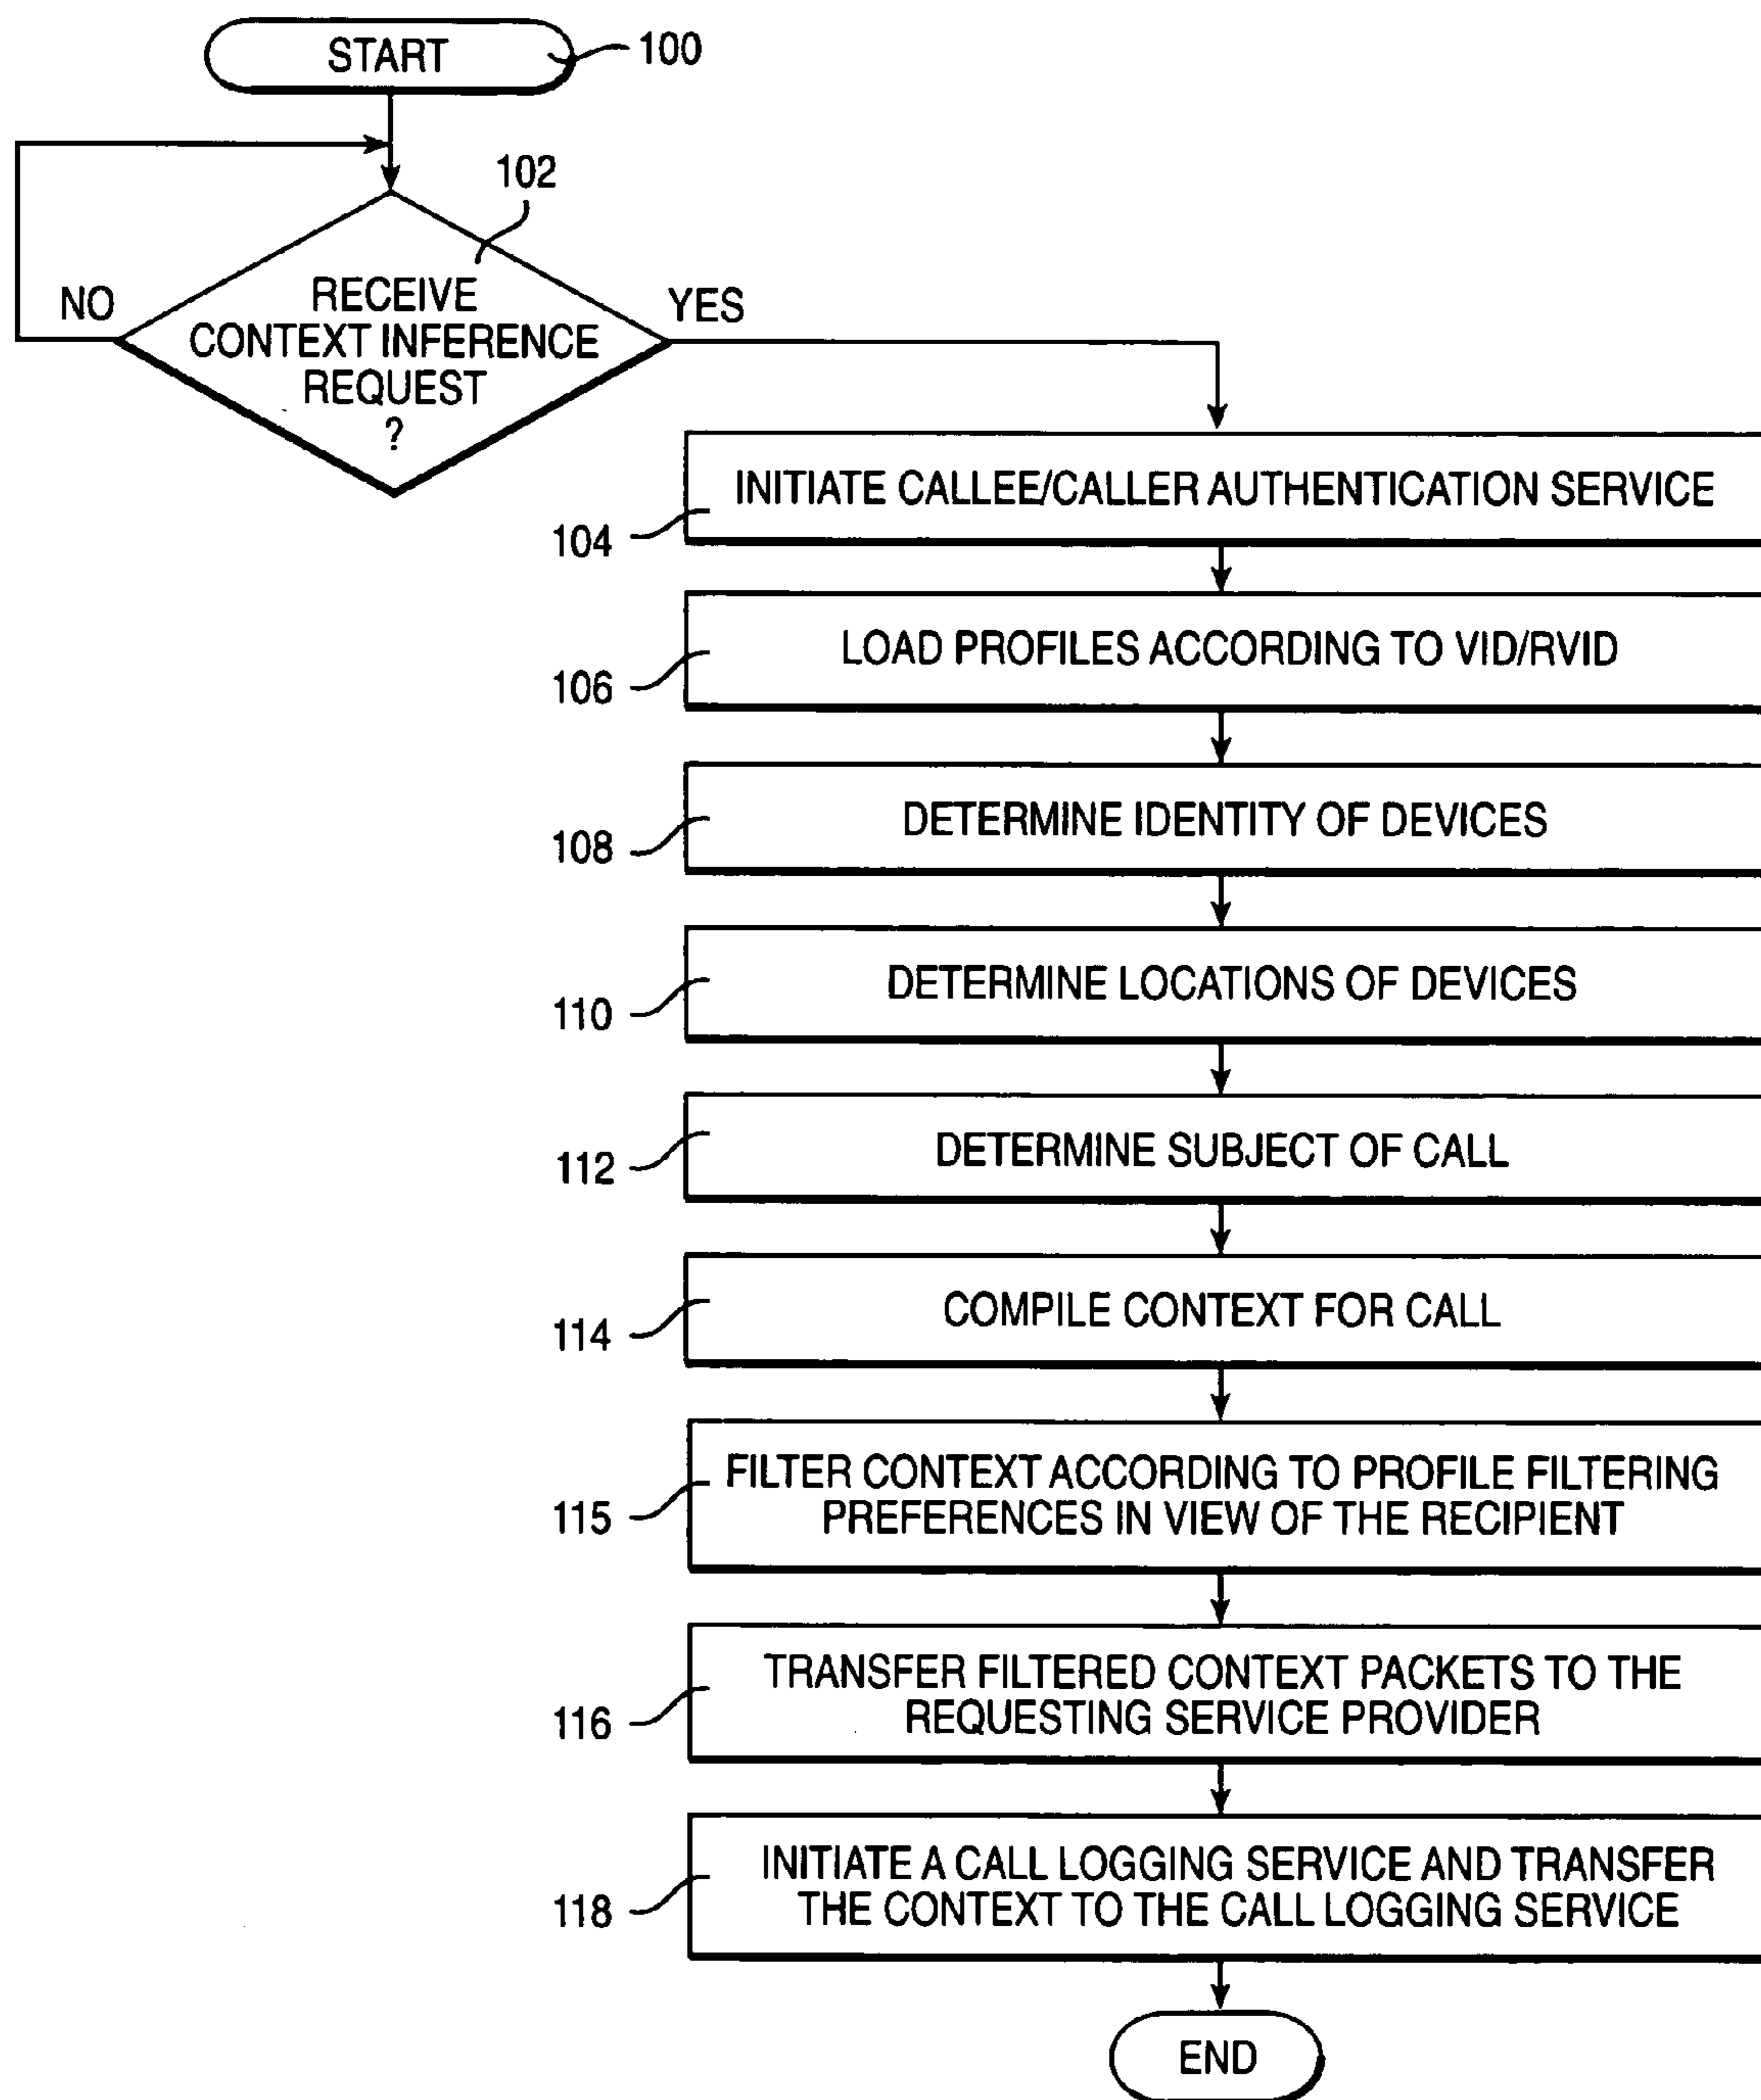 START
100
102
NO
RECEIVE
CONTEXT INFERENCE
REQUEST
?
YES
INITIATE CALLEE/CALLER AUTHENTICATION SERVICE
104
LOAD PROFILES ACCORDING TO VID/RVID
106
DETERMINE IDENTITY OF DEVICES
108
DETERMINE LOCATIONS OF DEVICES
110
DETERMINE SUBJECT OF CALL
112
COMPILE CONTEXT FOR CALL
114
FILTER CONTEXT ACCORDING TO PROFILE FILTERING
PREFERENCES IN VIEW OF THE RECIPIENT
115
TRANSFER FILTERED CONTEXT PACKETS TO THE
REQUESTING SERVICE PROVIDER
116
INITIATE A CALL LOGGING SERVICE AND TRANSFER
THE CONTEXT TO THE CALL LOGGING SERVICE
118
END